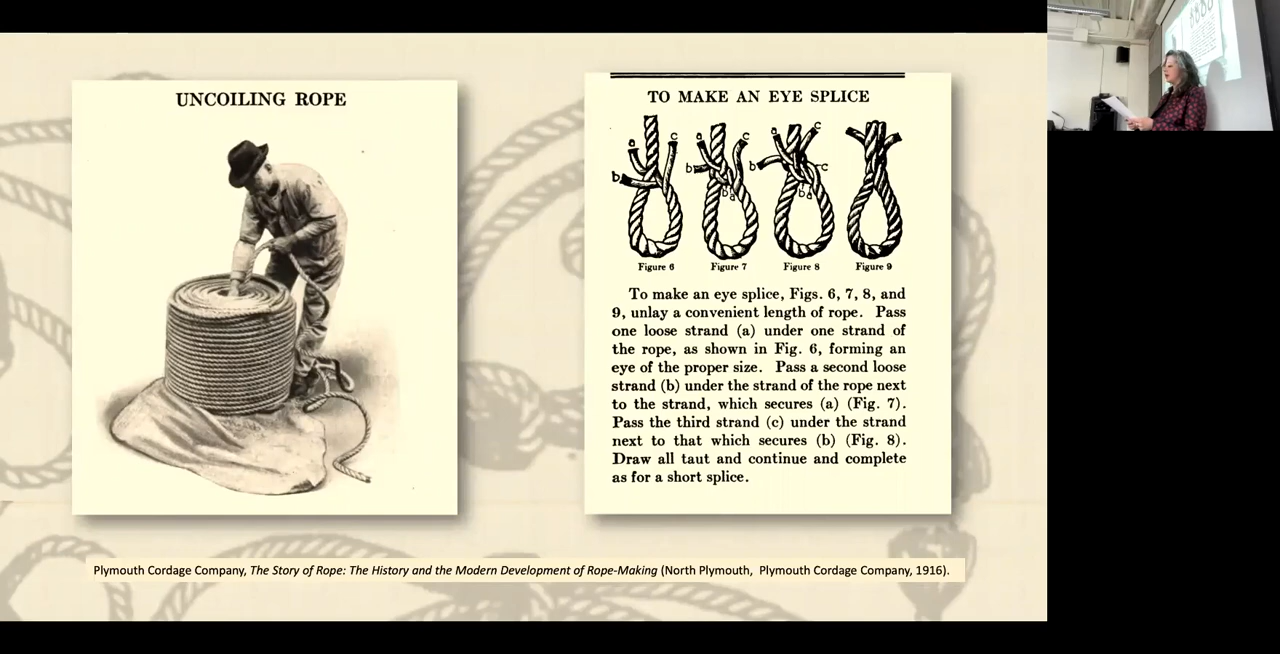 UNCOILING ROPE
TO MAKE AN EYE SPLICE
a c
b
a c
b
b a
a c
b c
b a
Figure 6 Figure 7 Figure 8 Figure 9
To make an eye splice, Figs. 6, 7, 8, and
9, unlay a convenient length of rope. Pass
one loose strand (a) under one strand of
the rope, as shown in Fig. 6, forming an
eye of the proper size. Pass a second loose
strand (b) under the strand of the rope next
to the strand, which secures (a) (Fig. 7).
Pass the third strand (c) under the strand
next to that which secures (b) (Fig. 8).
Draw all taut and continue and complete
as for a short splice.
Plymouth Cordage Company, The Story of Rope: The History and the Modern Development of Rope-Making (North Plymouth, Plymouth Cordage Company, 1916).